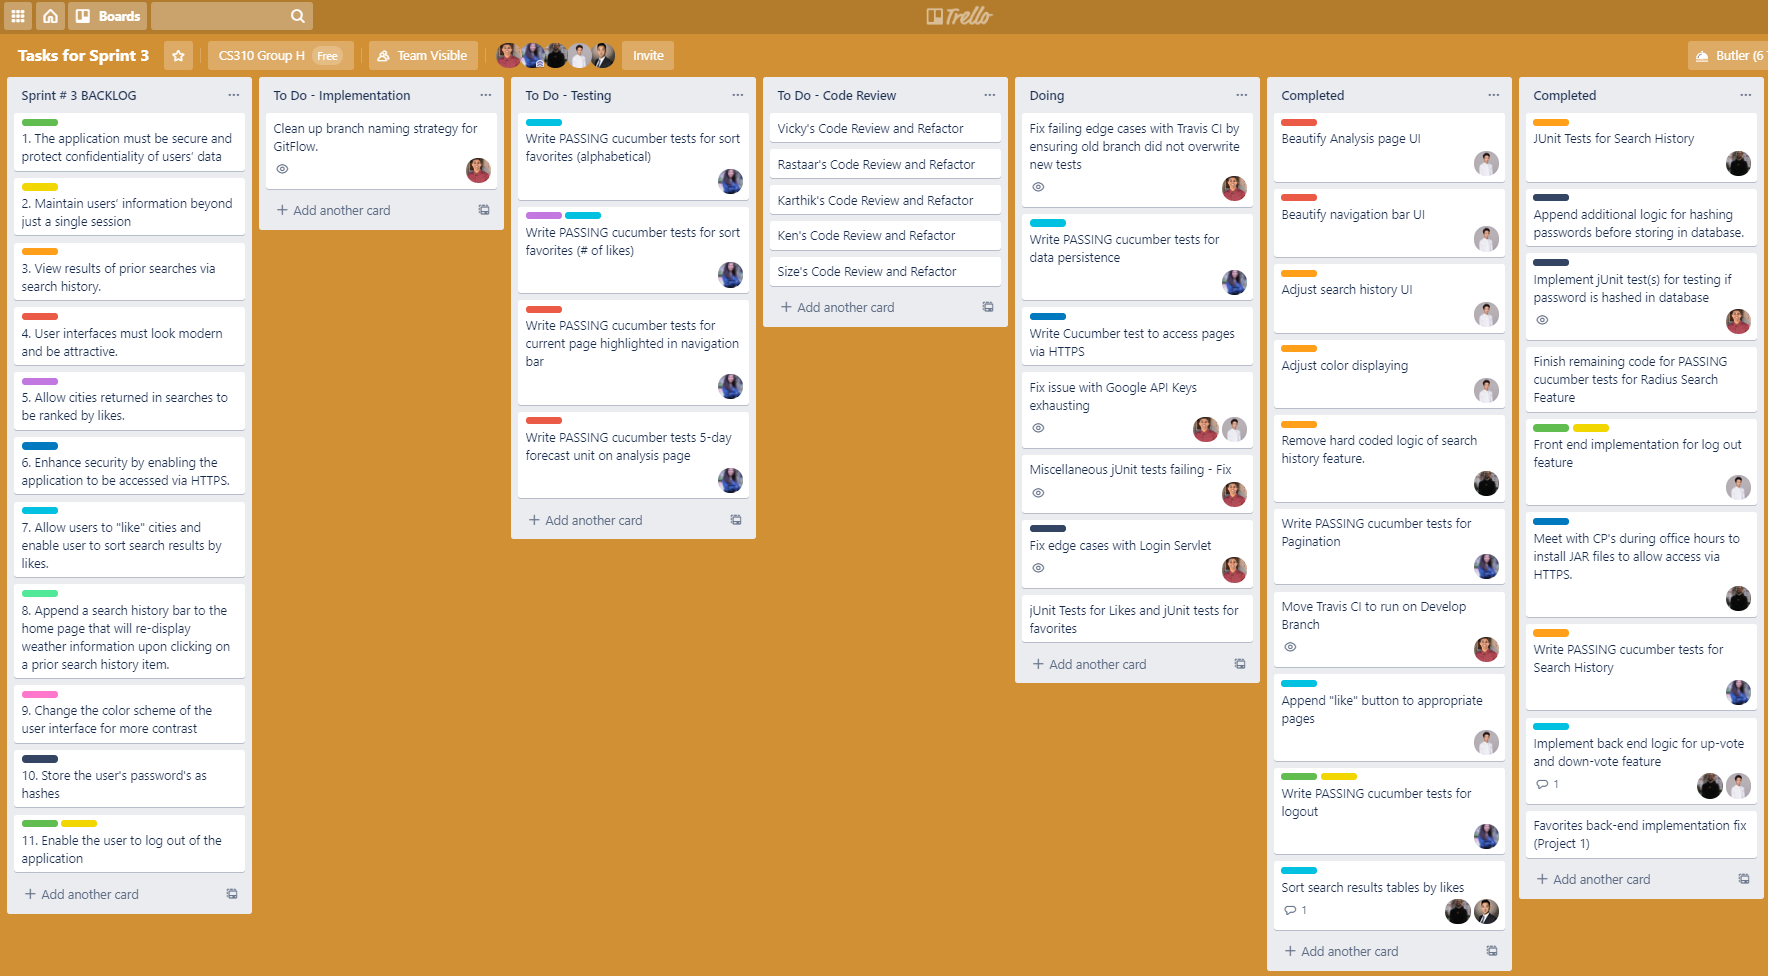 Boards
Trello
Tasks for Sprint 3
CS310 Group H
Free
Team Visible
Invite
Butler (6
Sprint # 3 BACKLOG
1. The application must be secure and
protect confidentiality of users' data
2. Maintain users' information beyond
just a single session
3. View results of prior searches via
search history.
4. User interfaces must look modern
and be attractive.
5. Allow cities returned in searches to
be ranked by likes.
6. Enhance security by enabling the
application to be accessed via HTTPS.
7. Allow users to "like" cities and
enable user to sort search results by
likes.
8. Append a search history bar to the
home page that will re-display
weather information upon clicking on
a prior search history item.
9. Change the color scheme of the
user interface for more contrast
10. Store the user's password's as
hashes
11. Enable the user to log out of the
application
+ Add another card
To Do - Implementation
Clean up branch naming strategy for
GitFlow.
+ Add another card
To Do - Testing
Write PASSING cucumber tests for sort
favorites (alphabetical)
Write PASSING cucumber tests for sort
favorites (# of likes)
Write PASSING cucumber tests for
current page highlighted in navigation
bar
Write PASSING cucumber tests 5-day
forecast unit on analysis page
+ Add another card
To Do - Code Review
Vicky's Code Review and Refactor
Rastaar's Code Review and Refactor
Karthik's Code Review and Refactor
Ken's Code Review and Refactor
Size's Code Review and Refactor
+ Add another card
Doing
Fix failing edge cases with Travis CI by
ensuring old branch did not overwrite
new tests
Write PASSING cucumber tests for
data persistence
Write Cucumber test to access pages
via HTTPS
Fix issue with Google API Keys
exhausting
Miscellaneous jUnit tests failing - Fix
Fix edge cases with Login Servlet
jUnit Tests for Likes and jUnit tests for
favorites
+ Add another card
Completed
Beautify Analysis page UI
Beautify navigation bar UI
Adjust search history UI
Adjust color displaying
Remove hard coded logic of search
history feature.
Write PASSING cucumber tests for
Pagination
Move Travis CI to run on Develop
Branch
Append "like" button to appropriate
pages
Write PASSING cucumber tests for
logout
Sort search results tables by likes
1
+ Add another card
Completed
JUnit Tests for Search History
Append additional logic for hashing
passwords before storing in database.
Implement jUnit test(s) for testing if
password is hashed in database
Finish remaining code for PASSING
cucumber tests for Radius Search
Feature
Front end implementation for log out
feature
Meet with CP's during office hours to
install JAR files to allow access via
HTTPS.
Write PASSING cucumber tests for
Search History
Implement back end logic for up-vote
and down-vote feature
1
Favorites back-end implementation fix
(Project 1)
+ Add another card